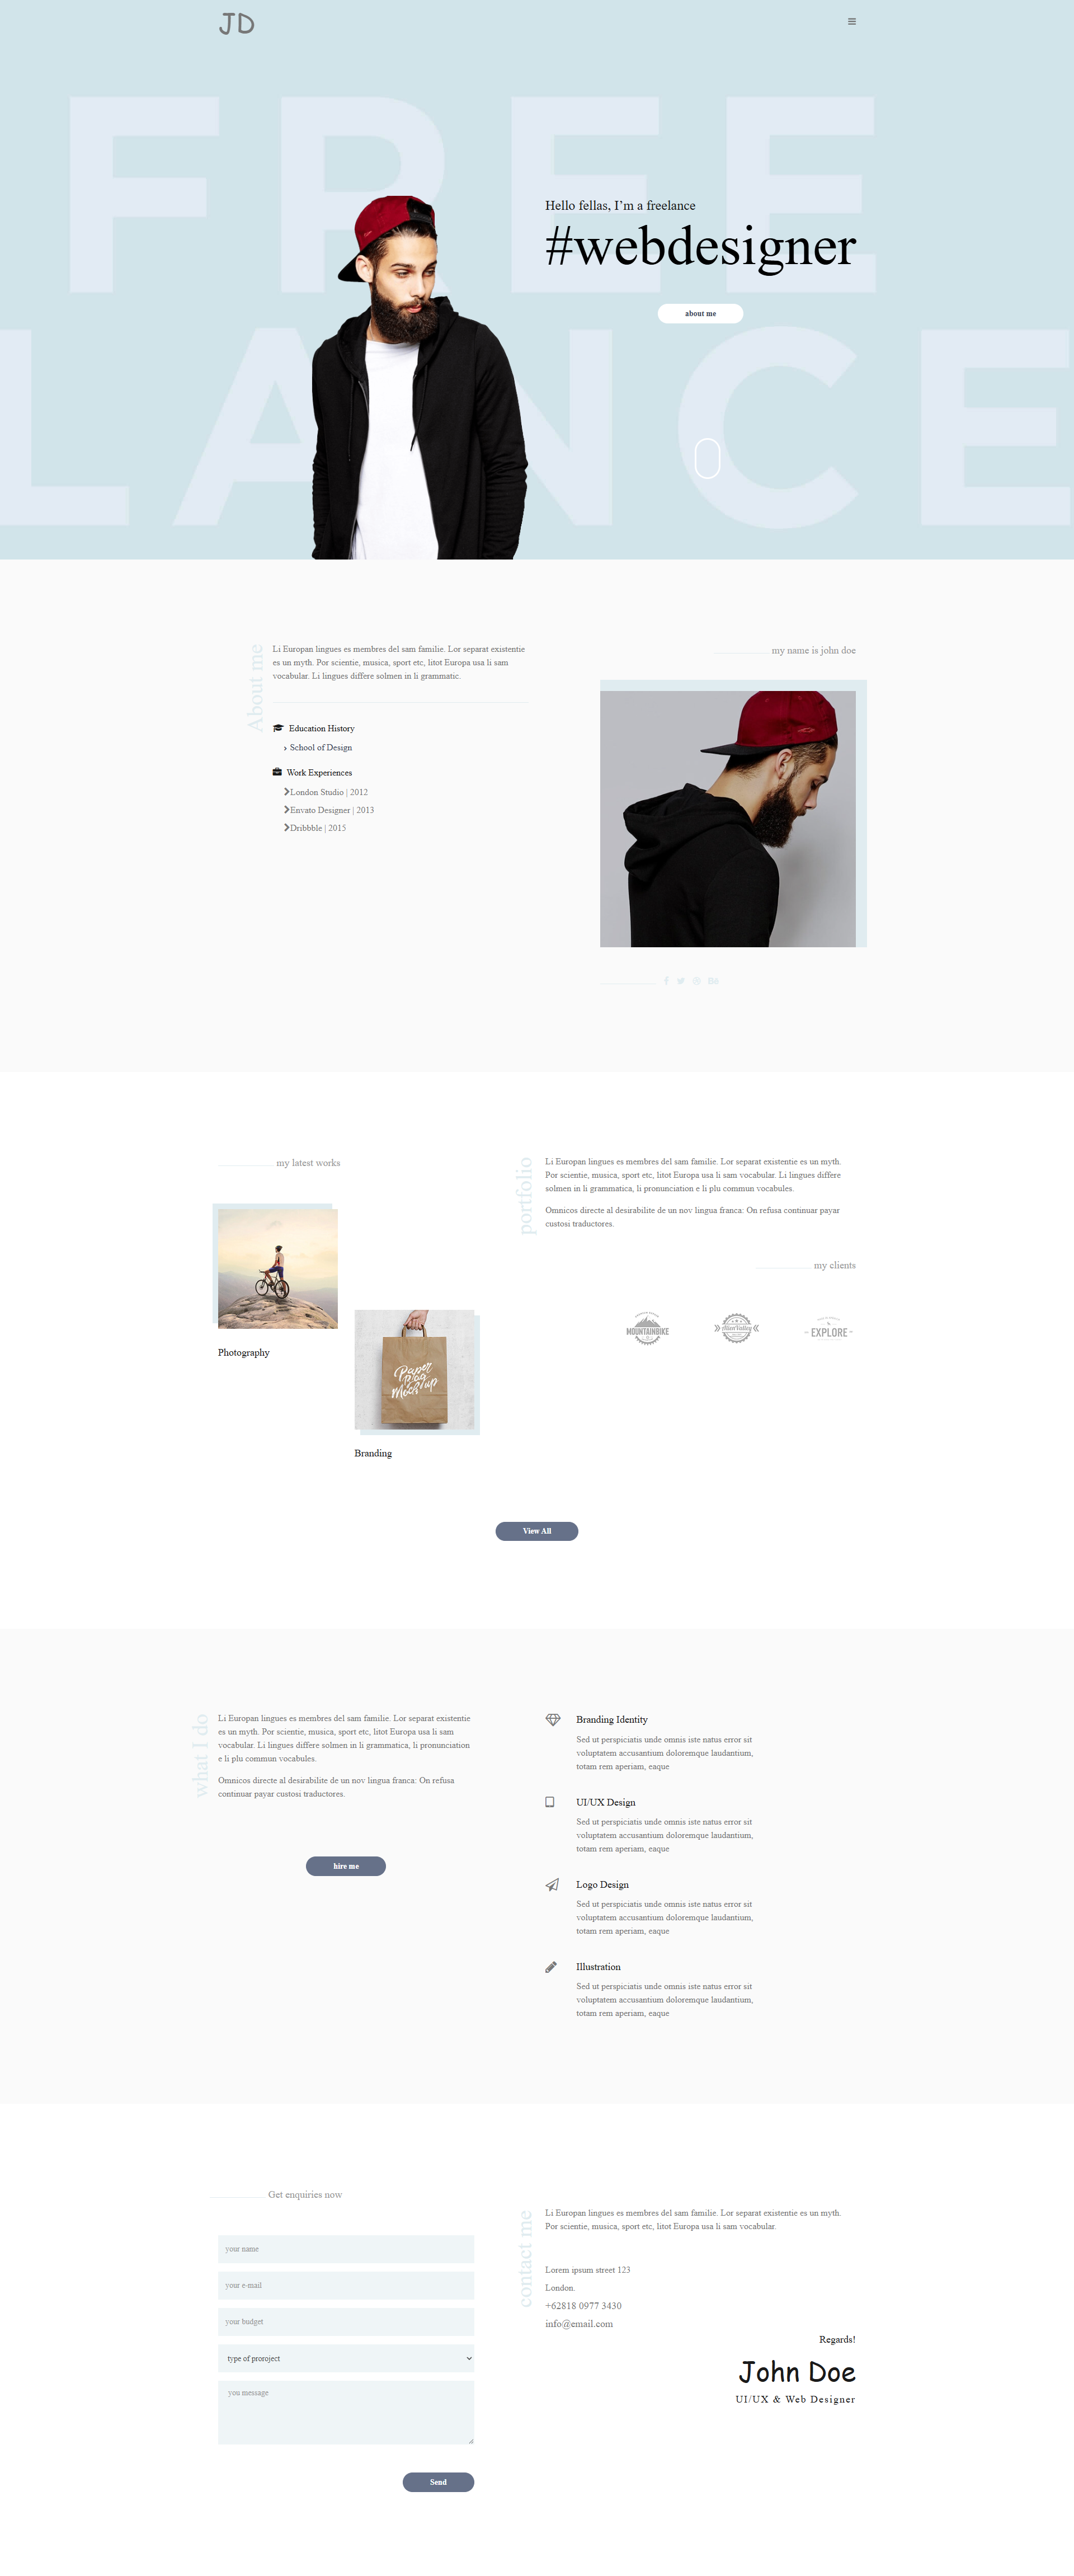 JD
FREE
LANCE
Hello fellas, I’m a freelance
#webdesigner
about me
About me
Li Europan lingues es membres del sam familie. Lor separat existentie
es un myth. Por scientie, musica, sport etc, litot Europa usa li sam
vocabular. Li lingues differe solmen in li grammatic.
Education History
School of Design
Work Experiences
London Studio | 2012
Envato Designer | 2013
Dribbble | 2015
my name is john doe
my latest works
Photography
Paper
Bag
Mockup
Branding
portfolio
Li Europan lingues es membres del sam familie. Lor separat existentie es un myth.
Por scientie, musica, sport etc, litot Europa usa li sam vocabular. Li lingues differe
solmen in li grammatica, li pronunciation e li plu commun vocabules.
Omnicos directe al desirabilite de un nov lingua franca: On refusa continuar payar
custosi traductores.
my clients
MOUNTAINBIKE
AlienValley
EXPLORE
View All
what I do
Li Europan lingues es membres del sam familie. Lor separat existentie
es un myth. Por scientie, musica, sport etc, litot Europa usa li sam
vocabular. Li lingues differe solmen in li grammatica, li pronunciation
e li plu commun vocabules.
Omnicos directe al desirabilite de un nov lingua franca: On refusa
continuar payar custosi traductores.
hire me
Branding Identity
Sed ut perspiciatis unde omnis iste natus error sit
voluptatem accusantium doloremque laudantium,
totam rem aperiam, eaque
UI/UX Design
Sed ut perspiciatis unde omnis iste natus error sit
voluptatem accusantium doloremque laudantium,
totam rem aperiam, eaque
Logo Design
Sed ut perspiciatis unde omnis iste natus error sit
voluptatem accusantium doloremque laudantium,
totam rem aperiam, eaque
Illustration
Sed ut perspiciatis unde omnis iste natus error sit
voluptatem accusantium doloremque laudantium,
totam rem aperiam, eaque
Get enquiries now
your name
your e-mail
your budget
type of proroject
you message
Send
contact me
Li Europan lingues es membres del sam familie. Lor separat existentie es un myth.
Por scientie, musica, sport etc, litot Europa usa li sam vocabular.
Lorem ipsum street 123
London.
+62818 0977 3430
info@email.com
Regards!
John Doe
UI/UX & Web Designer